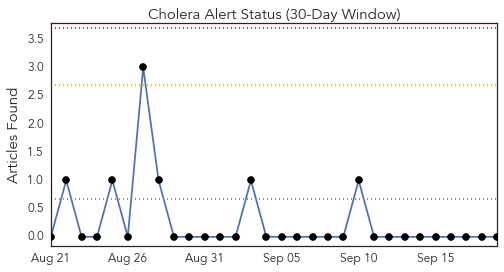 Cholera Alert Status (30-Day Window)
Articles Found
3.5
3.0
2.5
2.0
1.5
1.0
0.5
0.0
Aug 21 Aug 26 Aug 31 Sep 05 Sep 10 Sep 15